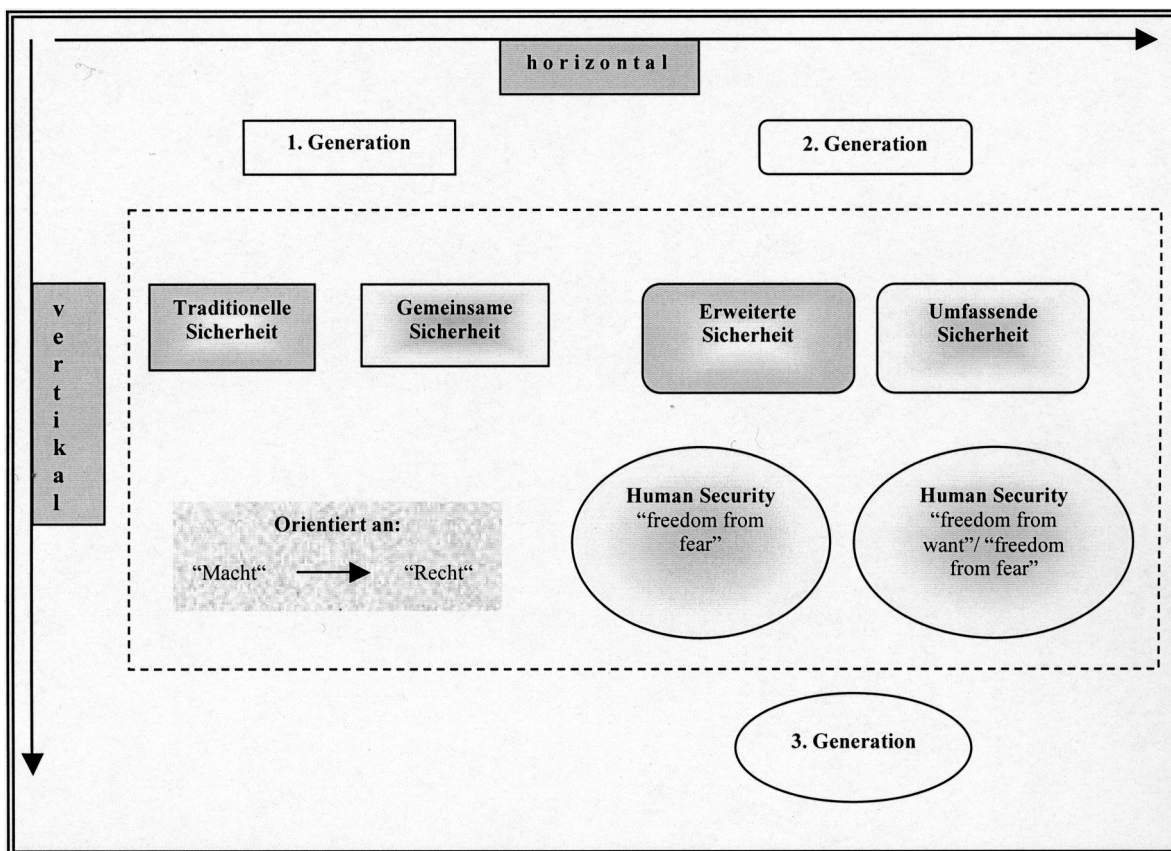 horizontal
1. Generation
2. Generation
vertikal
Traditionelle
Sicherheit
Gemeinsame
Sicherheit
Erweiterte
Sicherheit
Umfassende
Sicherheit
Orientiert an:
“Macht“
“Recht“
Human Security
“freedom from
fear”
Human Security
“freedom from
want”/ “freedom
from fear”
3. Generation